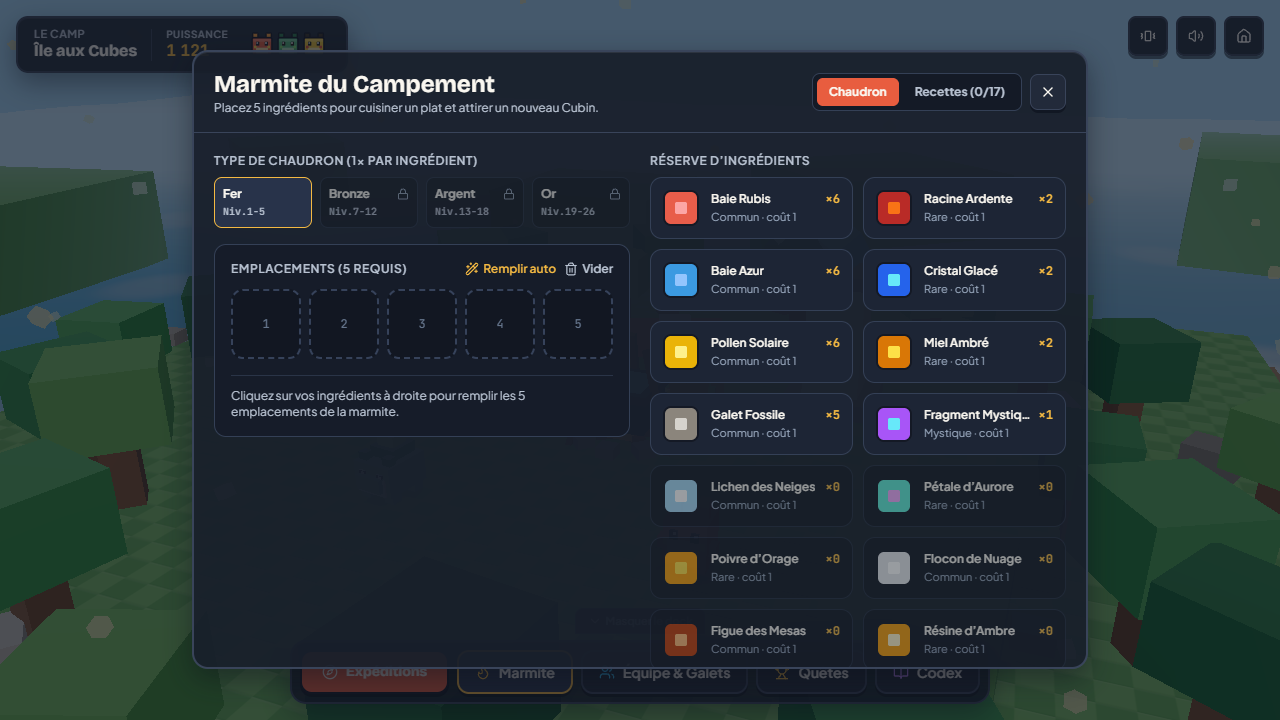 LE CAMP
Île aux Cubes
PUISSANCE
1 121
Marmite du Campement
Placez 5 ingrédients pour cuisiner un plat et attirer un nouveau Cubin.
Chaudron
Recettes (0/17)
TYPE DE CHAUDRON (1× PAR INGRÉDIENT)
Fer
Niv.1-5
Bronze
Niv.7-12
Argent
Niv.13-18
Or
Niv.19-26
EMPLACEMENTS (5 REQUIS)
Remplir auto
Vider
1
2
3
4
5
Cliquez sur vos ingrédients à droite pour remplir les 5
emplacements de la marmite.
RÉSERVE D'INGRÉDIENTS
Baie Rubis
×6
Commun · coût 1
Racine Ardente
×2
Rare · coût 1
Baie Azur
×6
Commun · coût 1
Cristal Glacé
×2
Rare · coût 1
Pollen Solaire
×6
Commun · coût 1
Miel Ambré
×2
Rare · coût 1
Galet Fossile
×5
Commun · coût 1
Fragment Mystiq…
×1
Mystique · coût 1
Lichen des Neiges
×0
Commun · coût 1
Pétale d'Aurore
×0
Rare · coût 1
Poivre d'Orage
×0
Rare · coût 1
Flocon de Nuage
×0
Commun · coût 1
Figue des Mesas
×0
Commun · coût 1
Résine d'Ambre
×0
Rare · coût 1
Expéditions
Marmite
Équipe & Galets
Quêtes
Codex